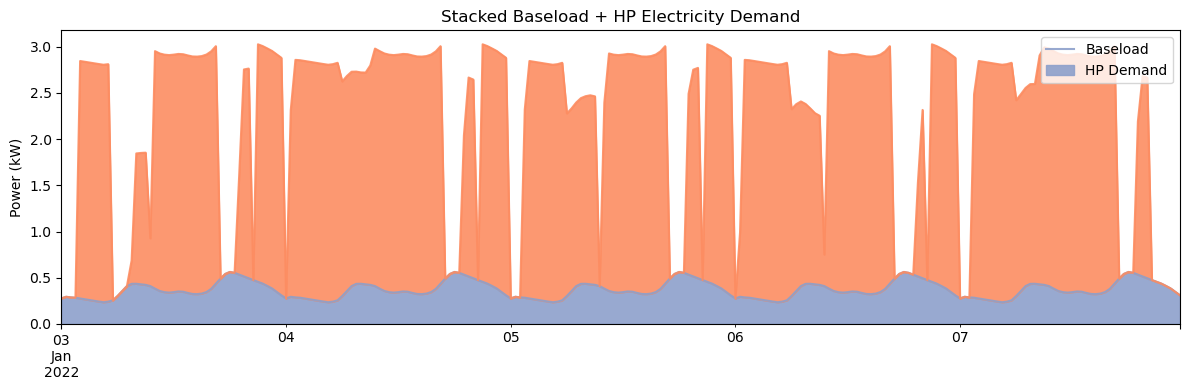 Stacked Baseload + HP Electricity Demand
Baseload
HP Demand
Power (kW)
3.0
2.5
2.0
1.5
1.0
0.5
0.0
03
04
05
06
07
Jan
2022